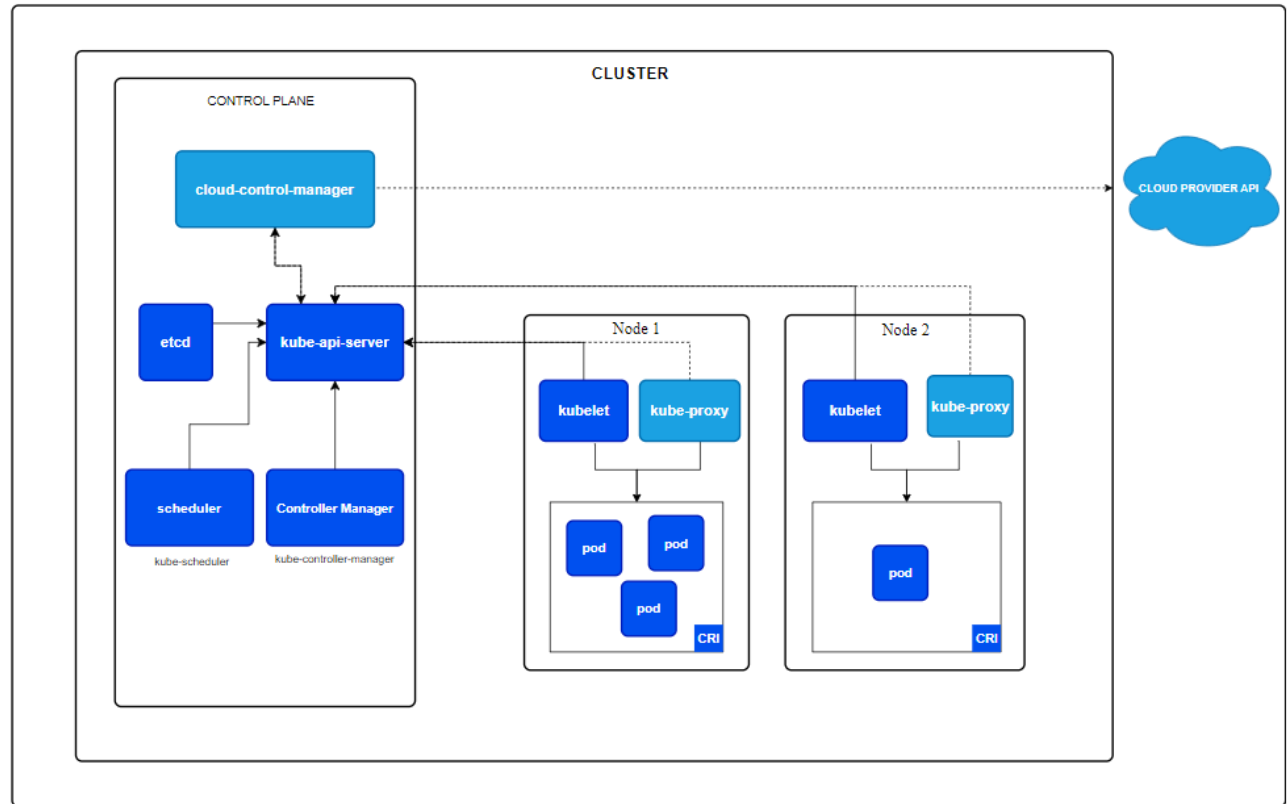 CLUSTER
CONTROL PLANE
cloud-control-manager
CLOUD PROVIDER API
etcd
kube-api-server
scheduler
kube-scheduler
Controller Manager
kube-controller-manager
Node 1
kubelet
kube-proxy
pod
pod
pod
CRI
Node 2
kubelet
kube-proxy
pod
CRI